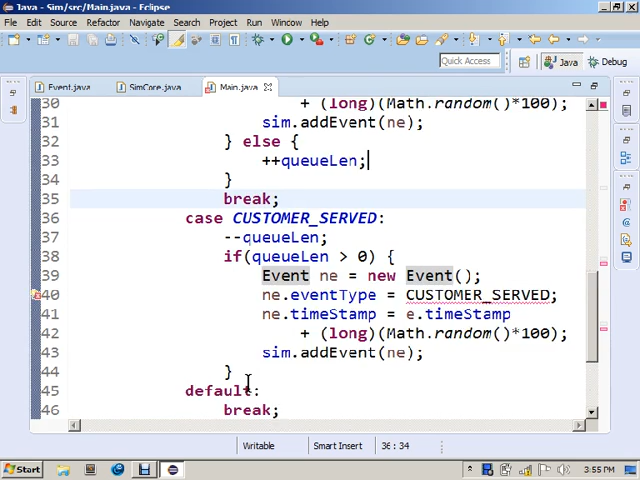 Java - Sim/src/Main.java - Eclipse
File Edit Source Refactor Navigate Search Project Run Window Help
Quick Access Java Debug
Event.java SimCore.java Main.java
30 + (long)(Math.random()*100);
31 sim.addEvent(ne);
32 } else {
33 ++queueLen;
34 }
35 break;
36 case CUSTOMER_SERVED:
37 --queueLen;
38 if(queueLen > 0) {
39 Event ne = new Event();
40 ne.eventType = CUSTOMER_SERVED;
41 ne.timeStamp = e.timeStamp
42 + (long)(Math.random()*100);
43 sim.addEvent(ne);
44 }
45 default:
46 break;
Writable Smart Insert 36 : 34
Start 3:55 PM